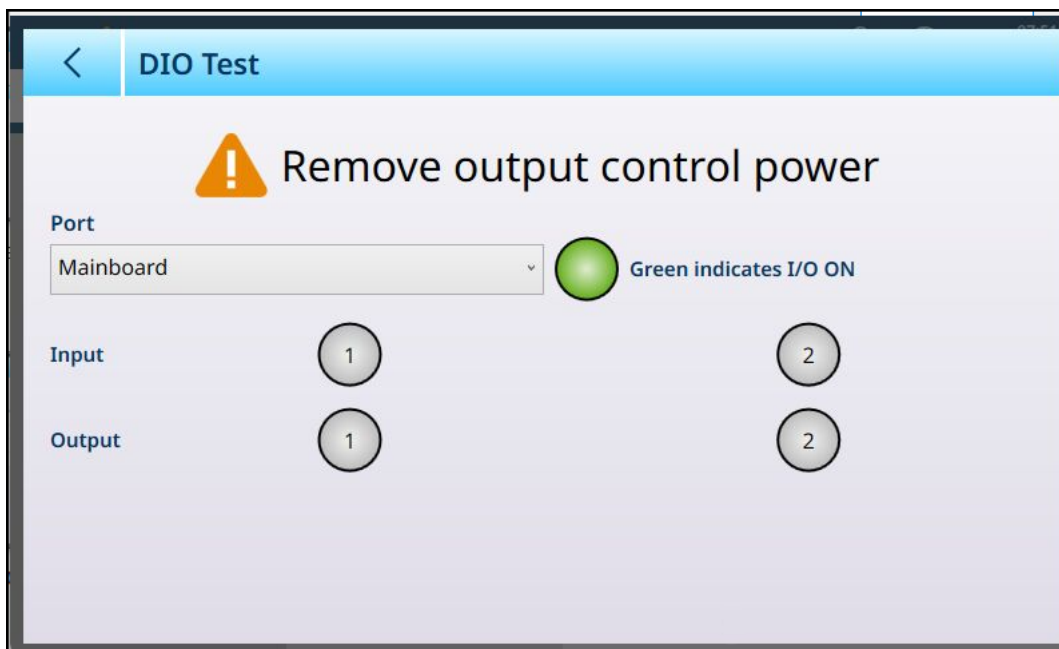 DIO Test
Remove output control power
Port
Mainboard
Green indicates I/O ON
Input 1 2
Output 1 2